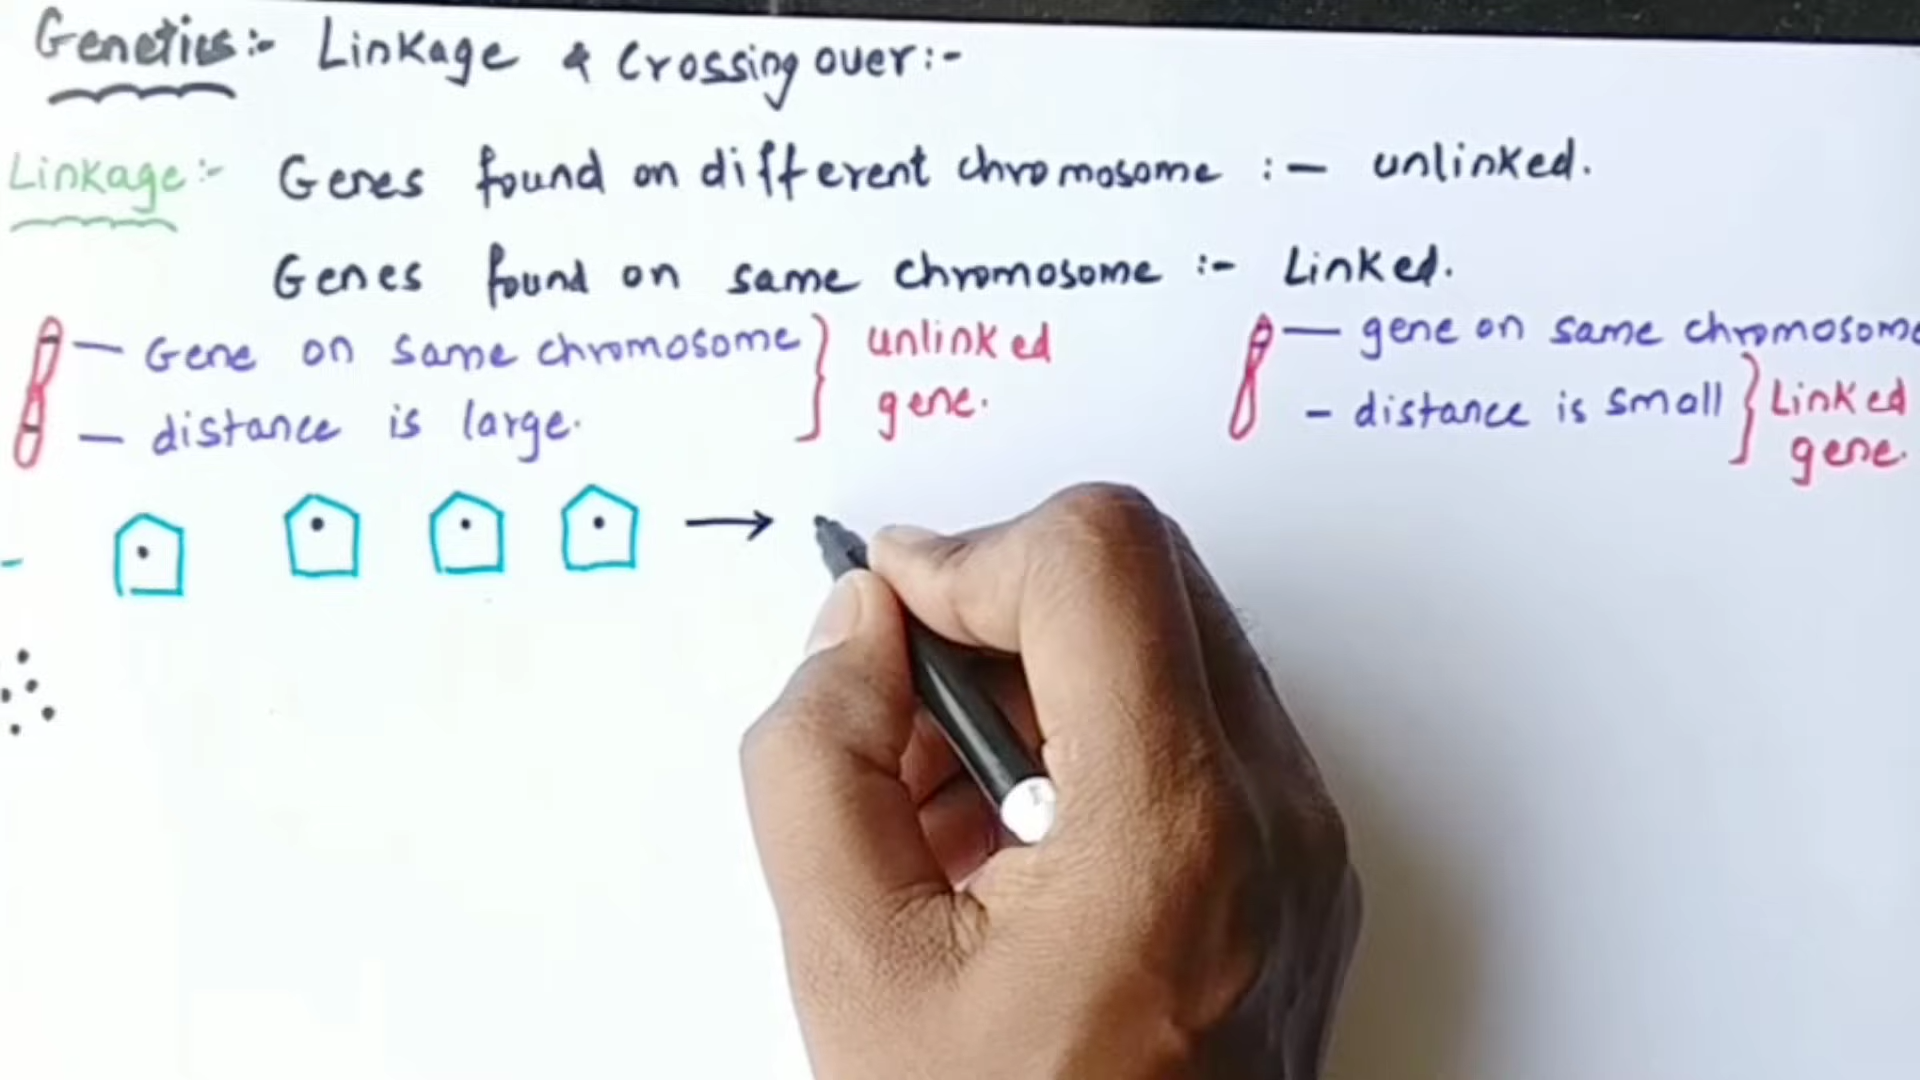 Genetics:- Linkage & Crossing over:-
Linkage:- Genes found on different chromosome :- unlinked.
Genes found on same chromosome :- Linked.
— Gene on same chromosome } unlinked
— distance is large. gene.
— gene on same chromosome
- distance is small } Linked
gene.